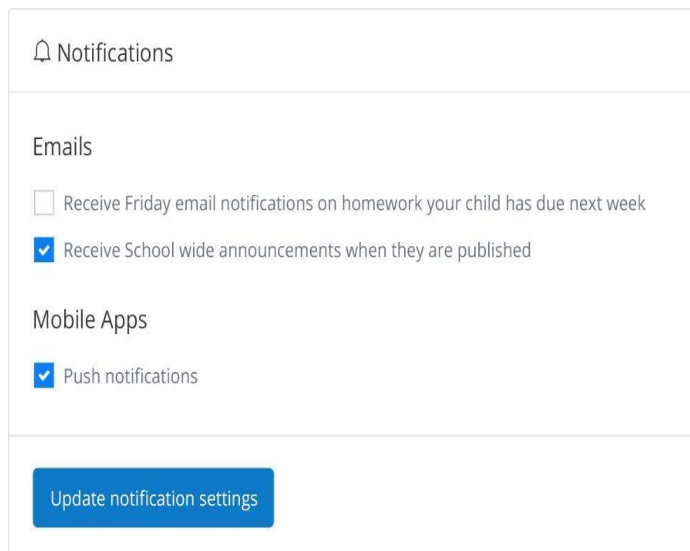 Notifications
Emails
Receive Friday email notifications on homework your child has due next week
Receive School wide announcements when they are published
Mobile Apps
Push notifications
Update notification settings